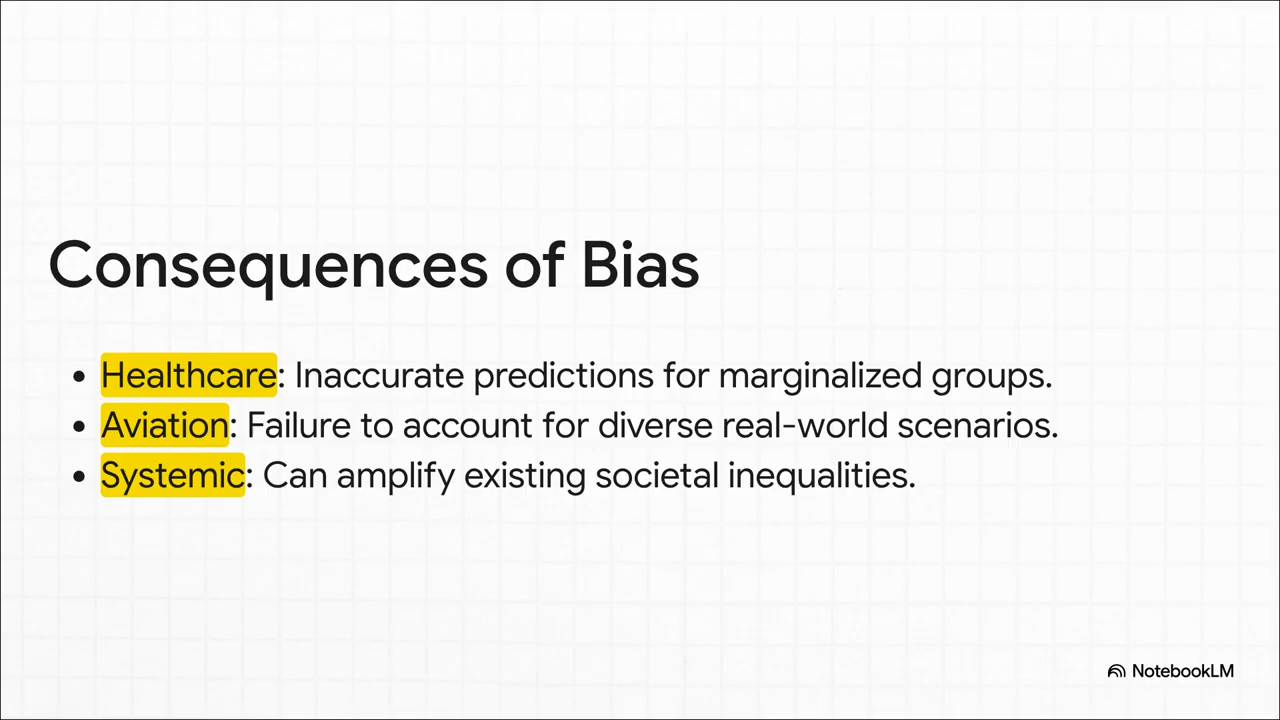 Consequences of Bias
• Healthcare: Inaccurate predictions for marginalized groups.
• Aviation: Failure to account for diverse real-world scenarios.
• Systemic: Can amplify existing societal inequalities.
NotebookLM